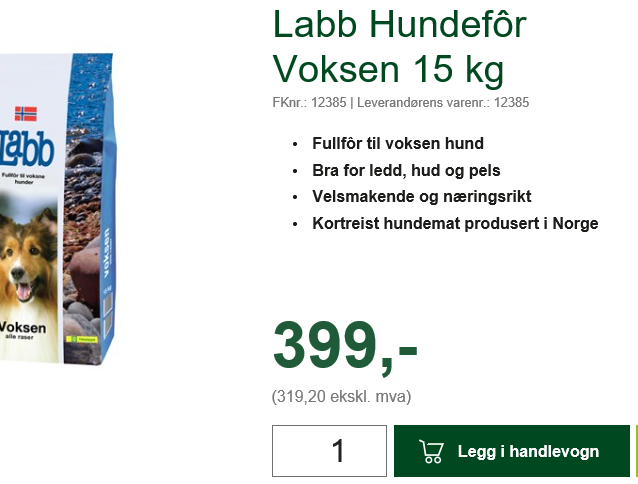 Labb Hundefôr
Voksen 15 kg
FKnr.: 12385 | Leverandørens varenr.: 12385
• Fullfôr til voksen hund
• Bra for ledd, hud og pels
• Velsmakende og næringsrikt
• Kortreist hundemat produsert i Norge
399,-
(319,20 ekskl. mva)
1
Legg i handlevogn
Labb
Fullfôr til voksne
hunder
Voksen
alle raser
voksen